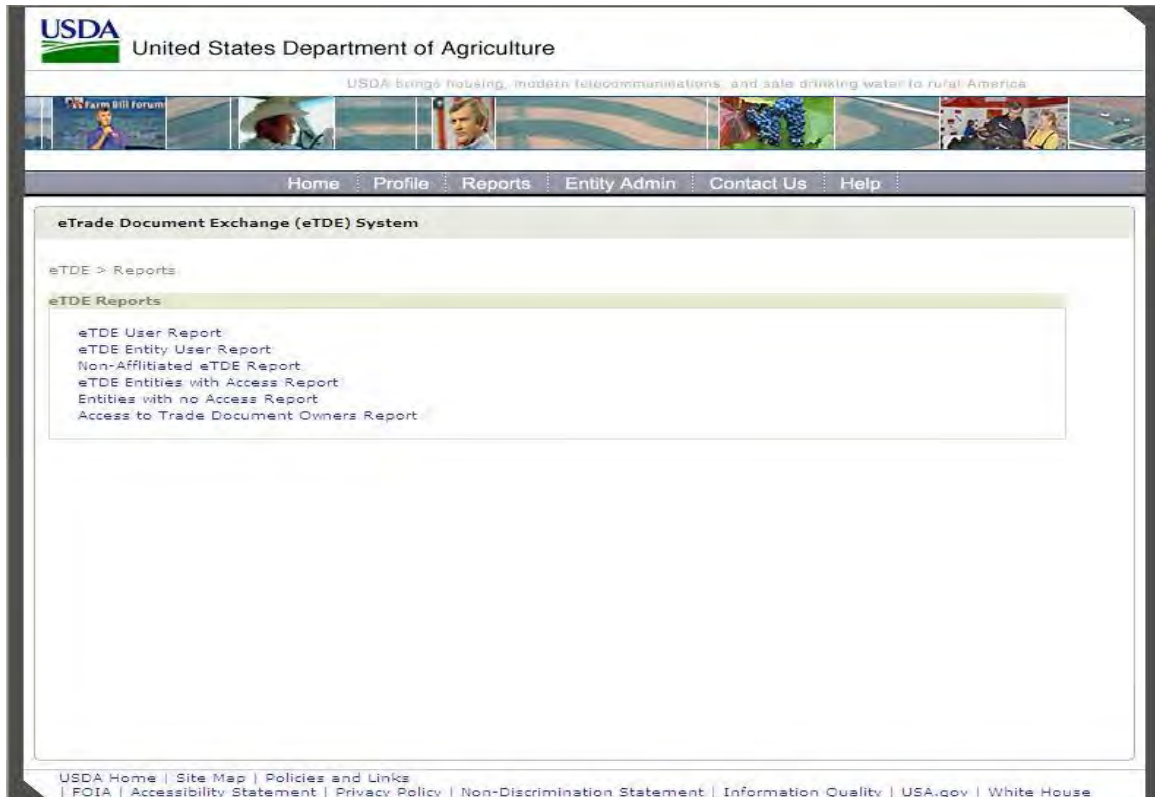 USDA
United States Department of Agriculture
USDA brings housing, modern telecommunications, and safe drinking water to rural America
Farm Bill Forum
Home Profile Reports Entity Admin Contact Us Help
eTrade Document Exchange (eTDE) System
eTDE > Reports
eTDE Reports
eTDE User Report
eTDE Entity User Report
Non-Afflitiated eTDE Report
eTDE Entities with Access Report
Entities with no Access Report
Access to Trade Document Owners Report
USDA Home | Site Map | Policies and Links
| FOIA | Accessibility Statement | Privacy Policy | Non-Discrimination Statement | Information Quality | USA.gov | White House